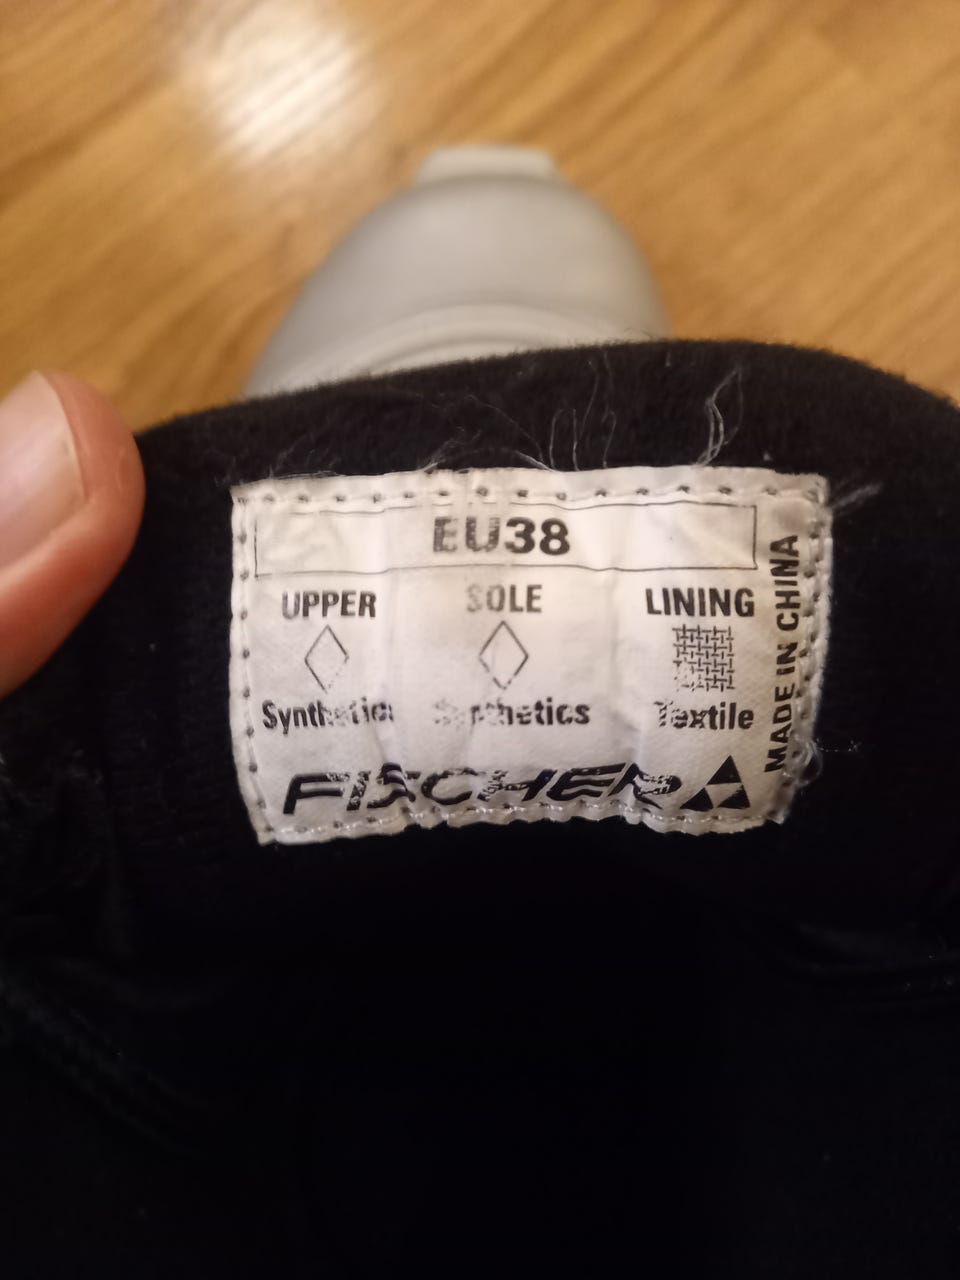 EU38
UPPER SOLE LINING
Synthetics Synthetics Textile
FISCHER
MADE IN CHINA